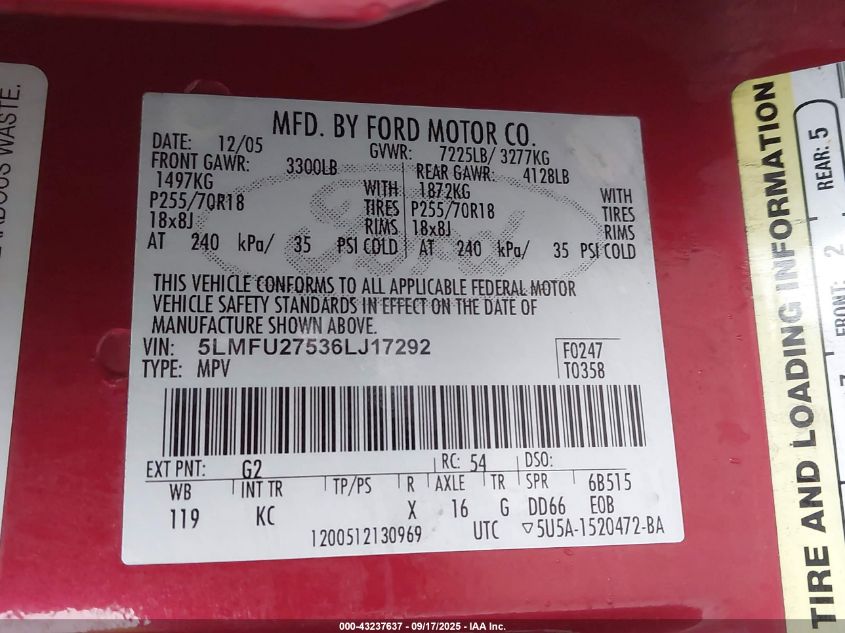 MFD. BY FORD MOTOR CO.
DATE: 12/05 GVWR: 7225LB/ 3277KG
FRONT GAWR: 3300LB REAR GAWR: 4128LB
1497KG WITH 1872KG WITH
P255/70R18 TIRES P255/70R18 TIRES
18x8J RIMS 18x8J RIMS
AT 240 kPa/ 35 PSI COLD AT 240 kPa/ 35 PSI COLD
Ford
THIS VEHICLE CONFORMS TO ALL APPLICABLE FEDERAL MOTOR
VEHICLE SAFETY STANDARDS IN EFFECT ON THE DATE OF
MANUFACTURE SHOWN ABOVE.
VIN: 5LMFU27536LJ17292 F0247
TYPE: MPV T0358
EXT PNT: G2 RC: 54 DSO:
WB INT TR TP/PS R AXLE TR SPR 6B515
119 KC X 16 G DD66 E0B
1200512130969 UTC ▽5U5A-1520472-BA
WASTE.
TIRE AND LOADING INFORMATION
FRONT: 2 REAR: 5
000-43237637 - 09/17/2025 - IAA Inc.